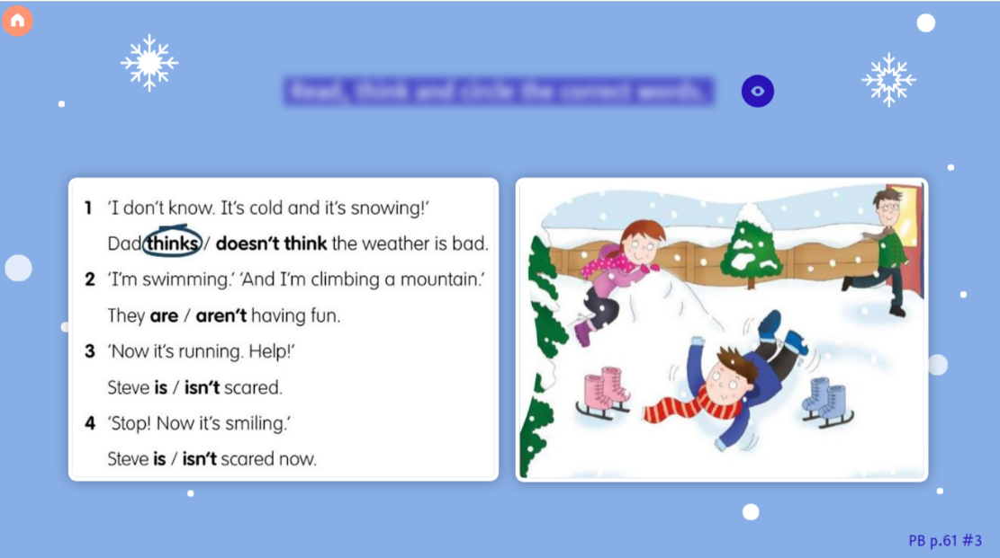 Read, think and circle the correct words.
1 ‘I don’t know. It’s cold and it’s snowing!’
Dad thinks / doesn’t think the weather is bad.
2 ‘I’m swimming.’ ‘And I’m climbing a mountain.’
They are / aren’t having fun.
3 ‘Now it’s running. Help!’
Steve is / isn’t scared.
4 ‘Stop! Now it’s smiling.’
Steve is / isn’t scared now.
PB p.61 #3